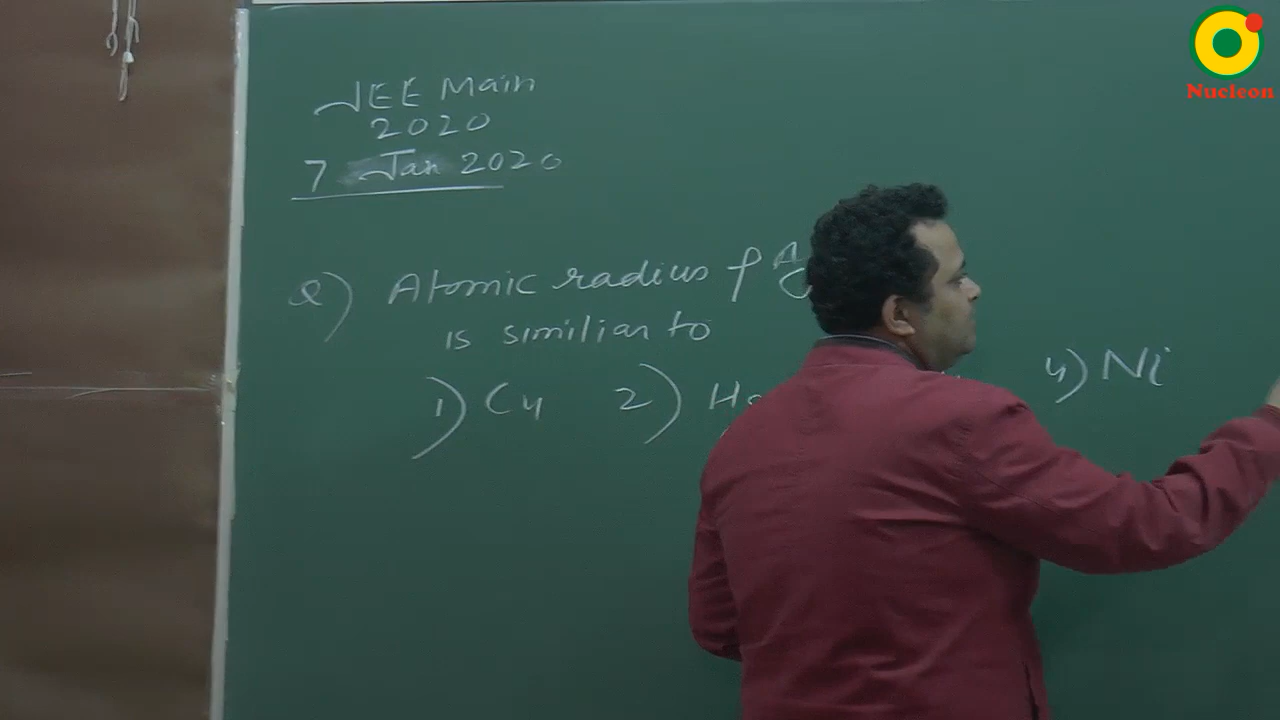 JEE Main
2020
7 Jan 2020
Q) Atomic radius of
is similiar to
1) Cu 2) 4) Ni
Nucleon